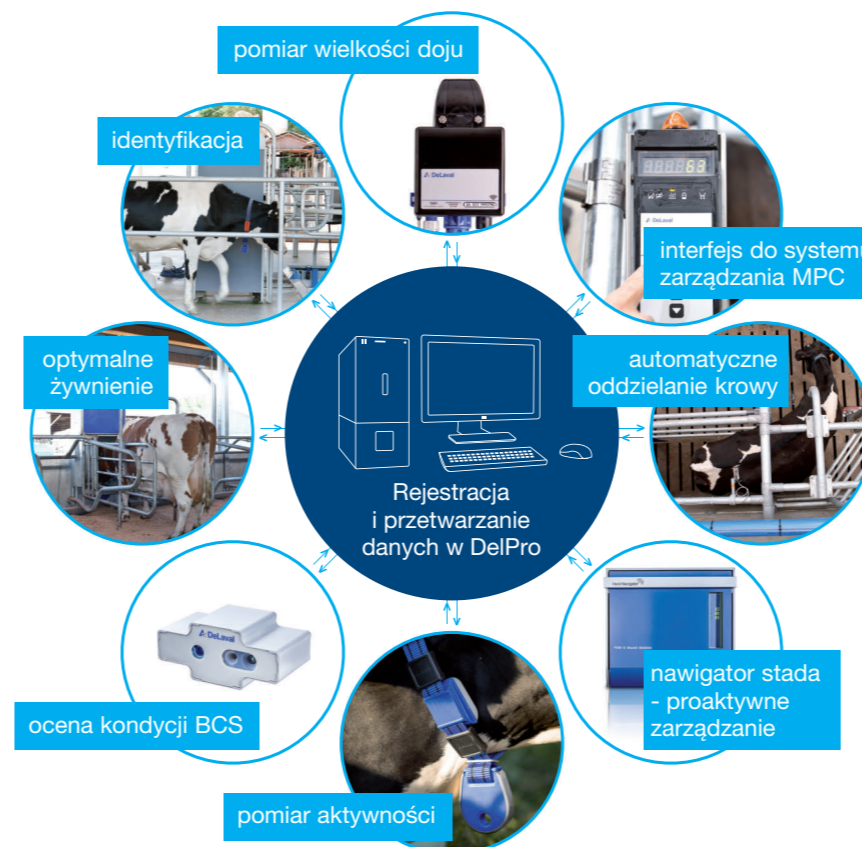 pomiar wielkości doju
identyfikacja
DeLaval
DeLaval
interfejs do systemu
zarządzania MPC
optymalne
żywnienie
automatyczne
oddzielanie krowy
Rejestracja
i przetwarzanie
danych w DelPro
DeLaval
nawigator stada
- proaktywne
zarządzanie
ocena kondycji BCS
pomiar aktywności